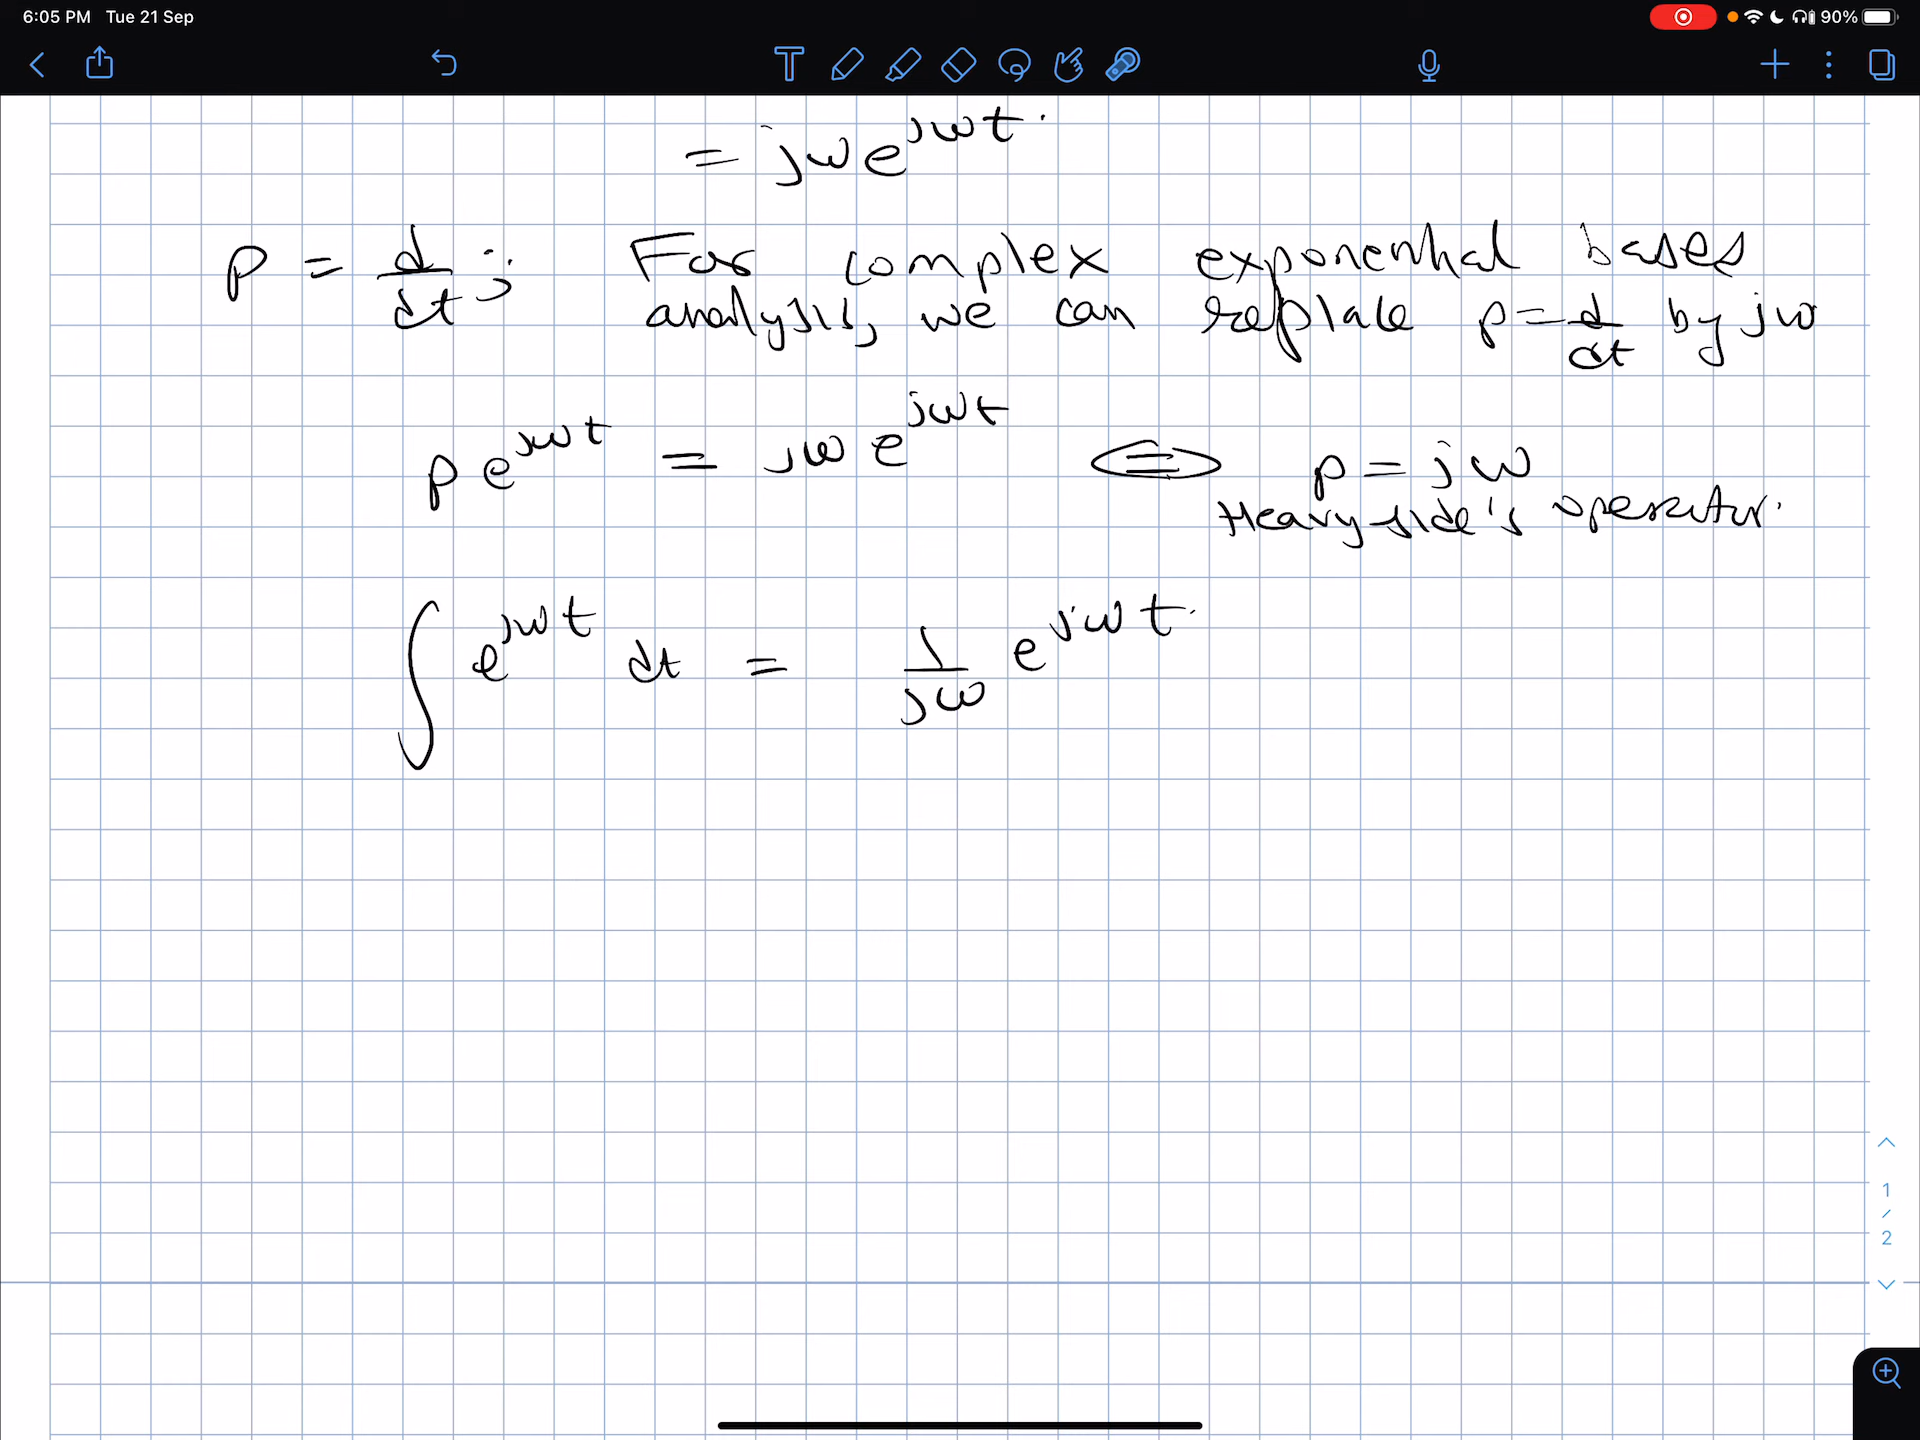 6:05 PM Tue 21 Sep
90%
= jωe^{jωt}.
p = d/dt ; For complex exponential bases
analysis, we can replace p = d/dt by jω
p e^{jωt} = jω e^{jωt} ⇔ p = jω
Heavyside's operator.
∫ e^{jωt} dt = 1/jω e^{jωt}.
1
/
2